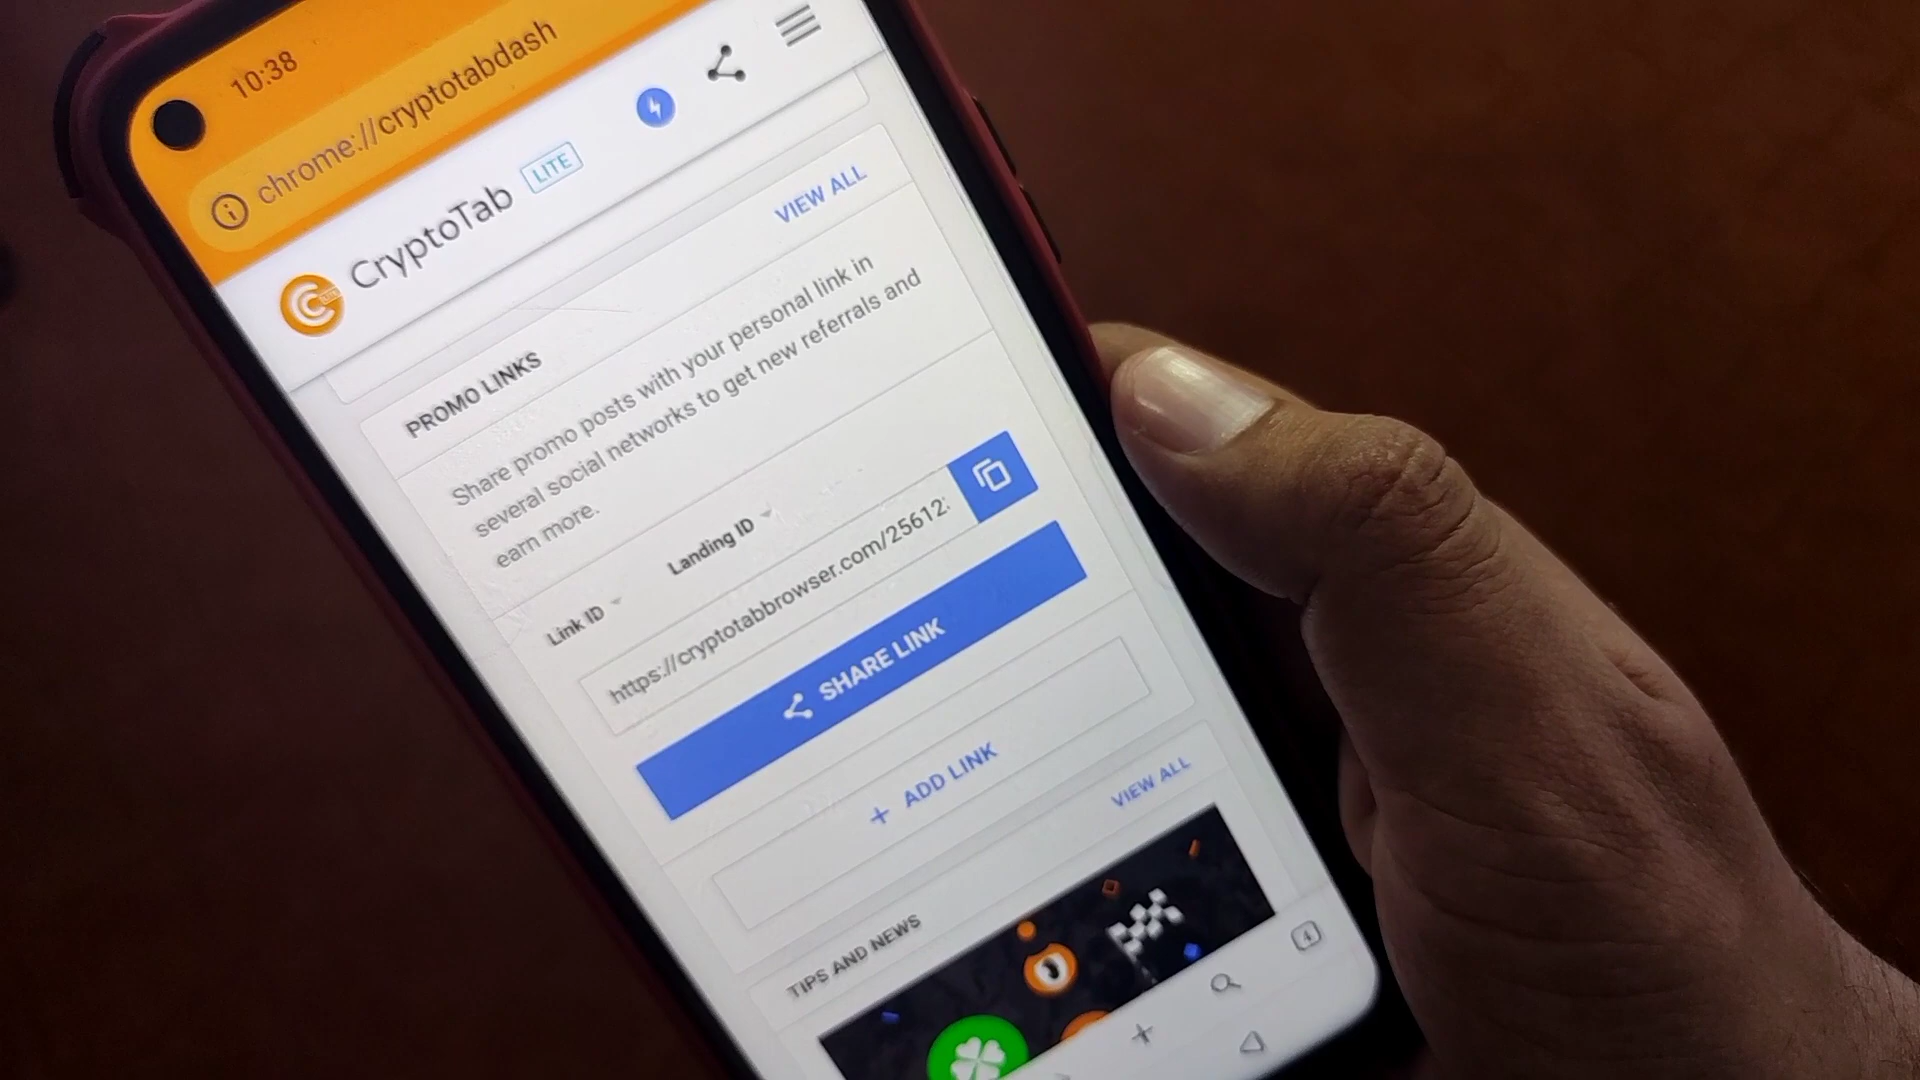 10:38
chrome://cryptotabdash
CryptoTab LITE
PROMO LINKS VIEW ALL
Share promo posts with your personal link in
several social networks to get new referrals and
earn more.
Link ID Landing ID
https://cryptotabbrowser.com/25612
SHARE LINK
+ ADD LINK
TIPS AND NEWS VIEW ALL
4